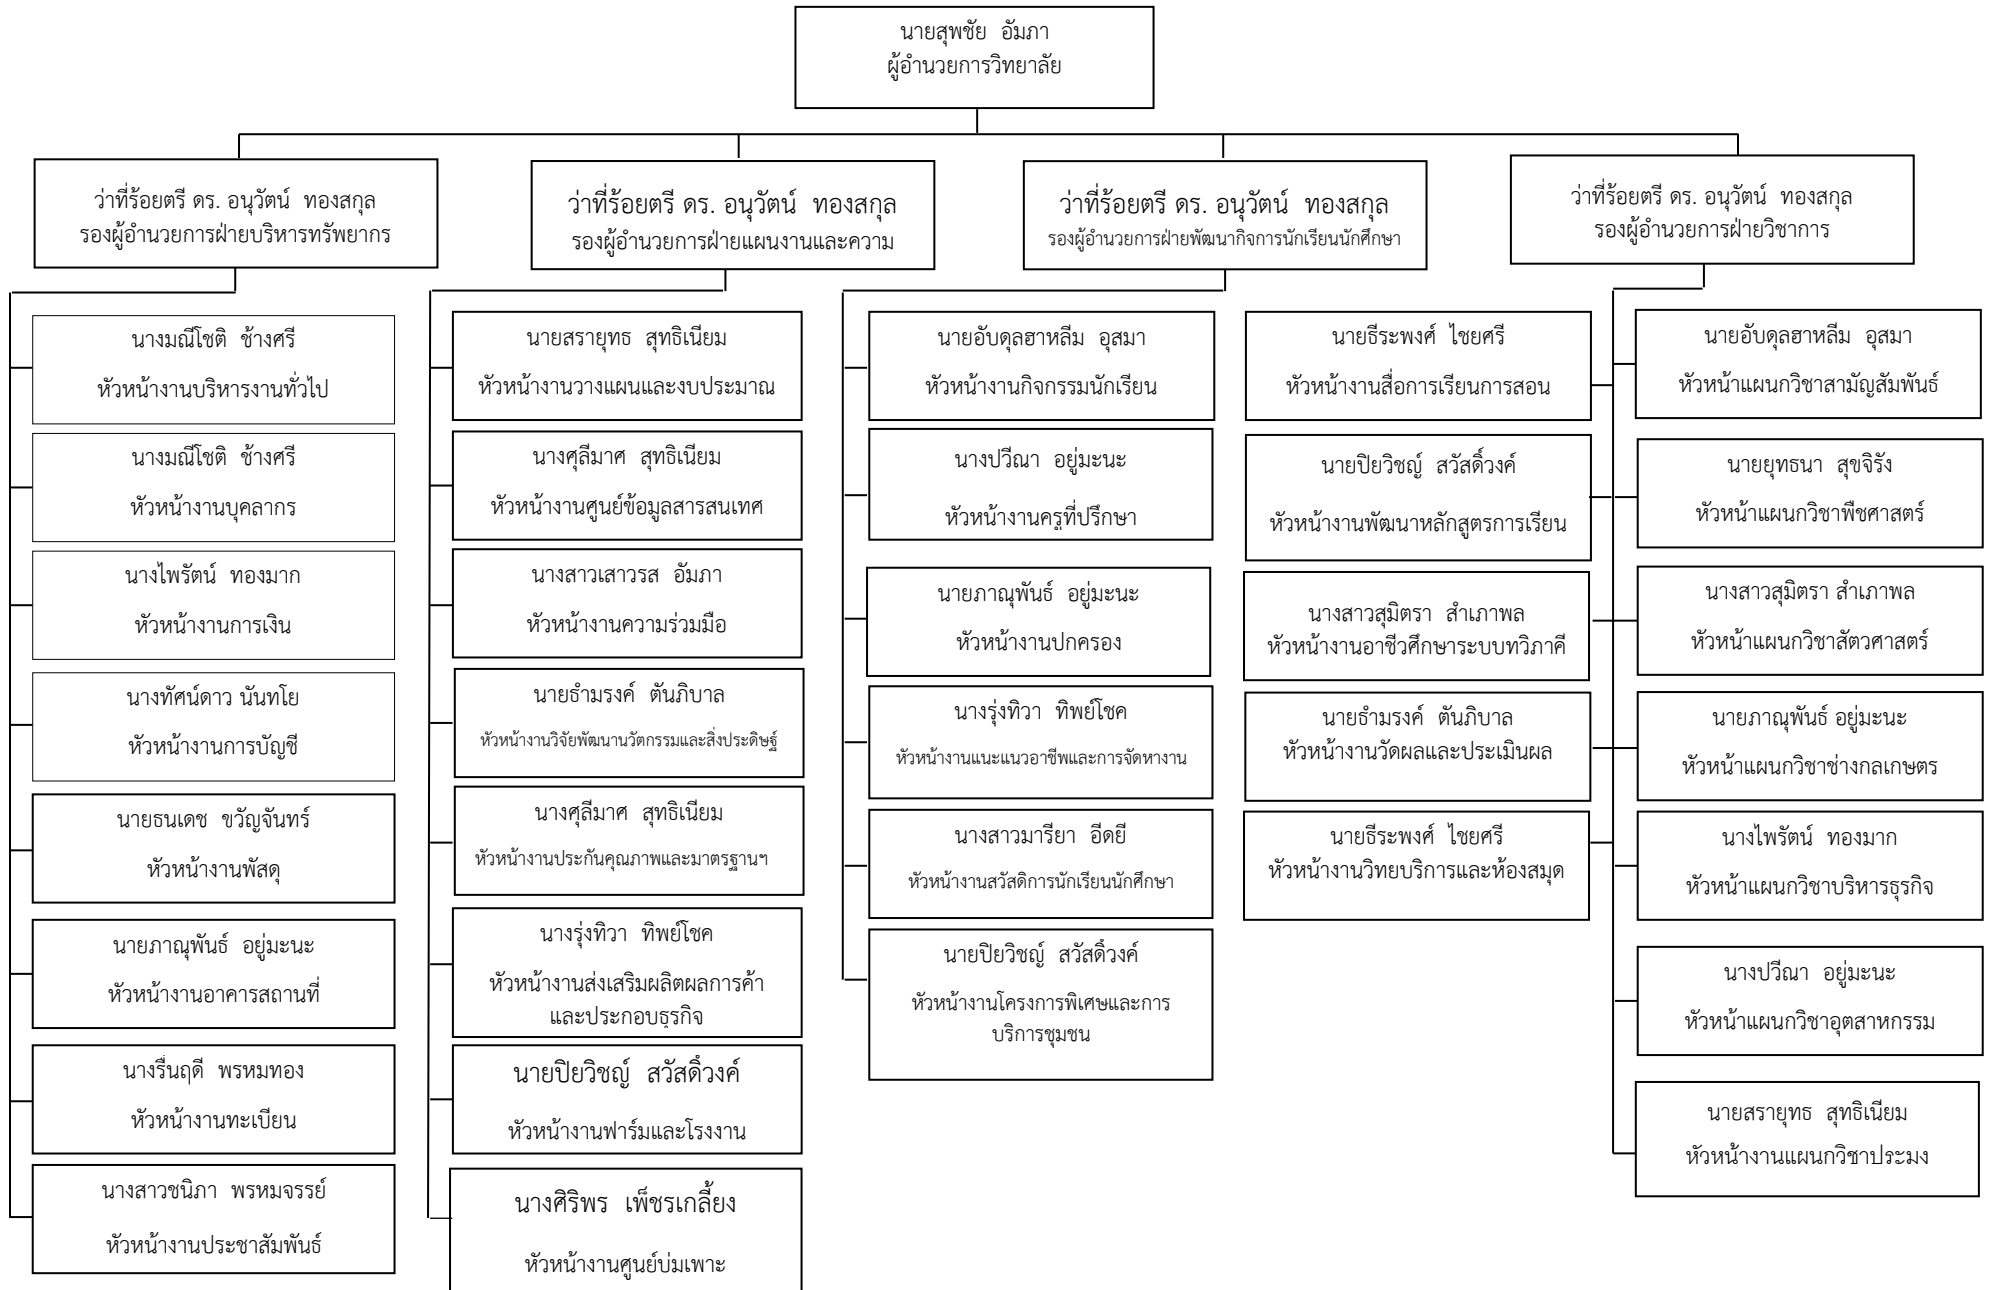 นายสุพชัย อัมภา
ผู้อำนวยการวิทยาลัย
ว่าที่ร้อยตรี ดร. อนุวัตน์ ทองสกุล
รองผู้อำนวยการฝ่ายบริหารทรัพยากร
นางมณีโชติ ช้างศรี
หัวหน้างานบริหารงานทั่วไป
นางมณีโชติ ช้างศรี
หัวหน้างานบุคลากร
นางไพรัตน์ ทองมาก
หัวหน้างานการเงิน
นางทัศน์ดาว นันทโย
หัวหน้างานการบัญชี
นายธนเดช ขวัญจันทร์
หัวหน้างานพัสดุ
นายภาณุพันธ์ อยู่มะนะ
หัวหน้างานอาคารสถานที่
นางรื่นฤดี พรหมทอง
หัวหน้างานทะเบียน
นางสาวชนิภา พรหมจรรย์
หัวหน้างานประชาสัมพันธ์
ว่าที่ร้อยตรี ดร. อนุวัตน์ ทองสกุล
รองผู้อำนวยการฝ่ายแผนงานและความ
นายสรายุทธ สุทธิเนียม
หัวหน้างานวางแผนและงบประมาณ
นางศุลีมาศ สุทธิเนียม
หัวหน้างานศูนย์ข้อมูลสารสนเทศ
นางสาวเสาวรส อัมภา
หัวหน้างานความร่วมมือ
นายธำมรงค์ ตันภิบาล
หัวหน้างานวิจัยพัฒนานวัตกรรมและสิ่งประดิษฐ์
นางศุลีมาศ สุทธิเนียม
หัวหน้างานประกันคุณภาพและมาตรฐานฯ
นางรุ่งทิวา ทิพย์โชค
หัวหน้างานส่งเสริมผลิตผลการค้า
และประกอบธุรกิจ
นายปิยวิชญ์ สวัสดิ์วงค์
หัวหน้างานฟาร์มและโรงงาน
นางศิริพร เพ็ชรเกลี้ยง
หัวหน้างานศูนย์บ่มเพาะ
ว่าที่ร้อยตรี ดร. อนุวัตน์ ทองสกุล
รองผู้อำนวยการฝ่ายพัฒนากิจการนักเรียนนักศึกษา
นายอับดุลฮาหลีม อุสมา
หัวหน้างานกิจกรรมนักเรียน
นางปวีณา อยู่มะนะ
หัวหน้างานครูที่ปรึกษา
นายภาณุพันธ์ อยู่มะนะ
หัวหน้างานปกครอง
นางรุ่งทิวา ทิพย์โชค
หัวหน้างานแนะแนวอาชีพและการจัดหางาน
นางสาวมารียา อีดยี
หัวหน้างานสวัสดิการนักเรียนนักศึกษา
นายปิยวิชญ์ สวัสดิ์วงค์
หัวหน้างานโครงการพิเศษและการ
บริการชุมชน
ว่าที่ร้อยตรี ดร. อนุวัตน์ ทองสกุล
รองผู้อำนวยการฝ่ายวิชาการ
นายธีระพงศ์ ไชยศรี
หัวหน้างานสื่อการเรียนการสอน
นายปิยวิชญ์ สวัสดิ์วงค์
หัวหน้างานพัฒนาหลักสูตรการเรียน
นางสาวสุมิตรา สำเภาพล
หัวหน้างานอาชีวศึกษาระบบทวิภาคี
นายธำมรงค์ ตันภิบาล
หัวหน้างานวัดผลและประเมินผล
นายธีระพงศ์ ไชยศรี
หัวหน้างานวิทยบริการและห้องสมุด
นายอับดุลฮาหลีม อุสมา
หัวหน้าแผนกวิชาสามัญสัมพันธ์
นายยุทธนา สุขจิรัง
หัวหน้าแผนกวิชาพืชศาสตร์
นางสาวสุมิตรา สำเภาพล
หัวหน้าแผนกวิชาสัตวศาสตร์
นายภาณุพันธ์ อยู่มะนะ
หัวหน้าแผนกวิชาช่างกลเกษตร
นางไพรัตน์ ทองมาก
หัวหน้าแผนกวิชาบริหารธุรกิจ
นางปวีณา อยู่มะนะ
หัวหน้าแผนกวิชาอุตสาหกรรม
นายสรายุทธ สุทธิเนียม
หัวหน้างานแผนกวิชาประมง